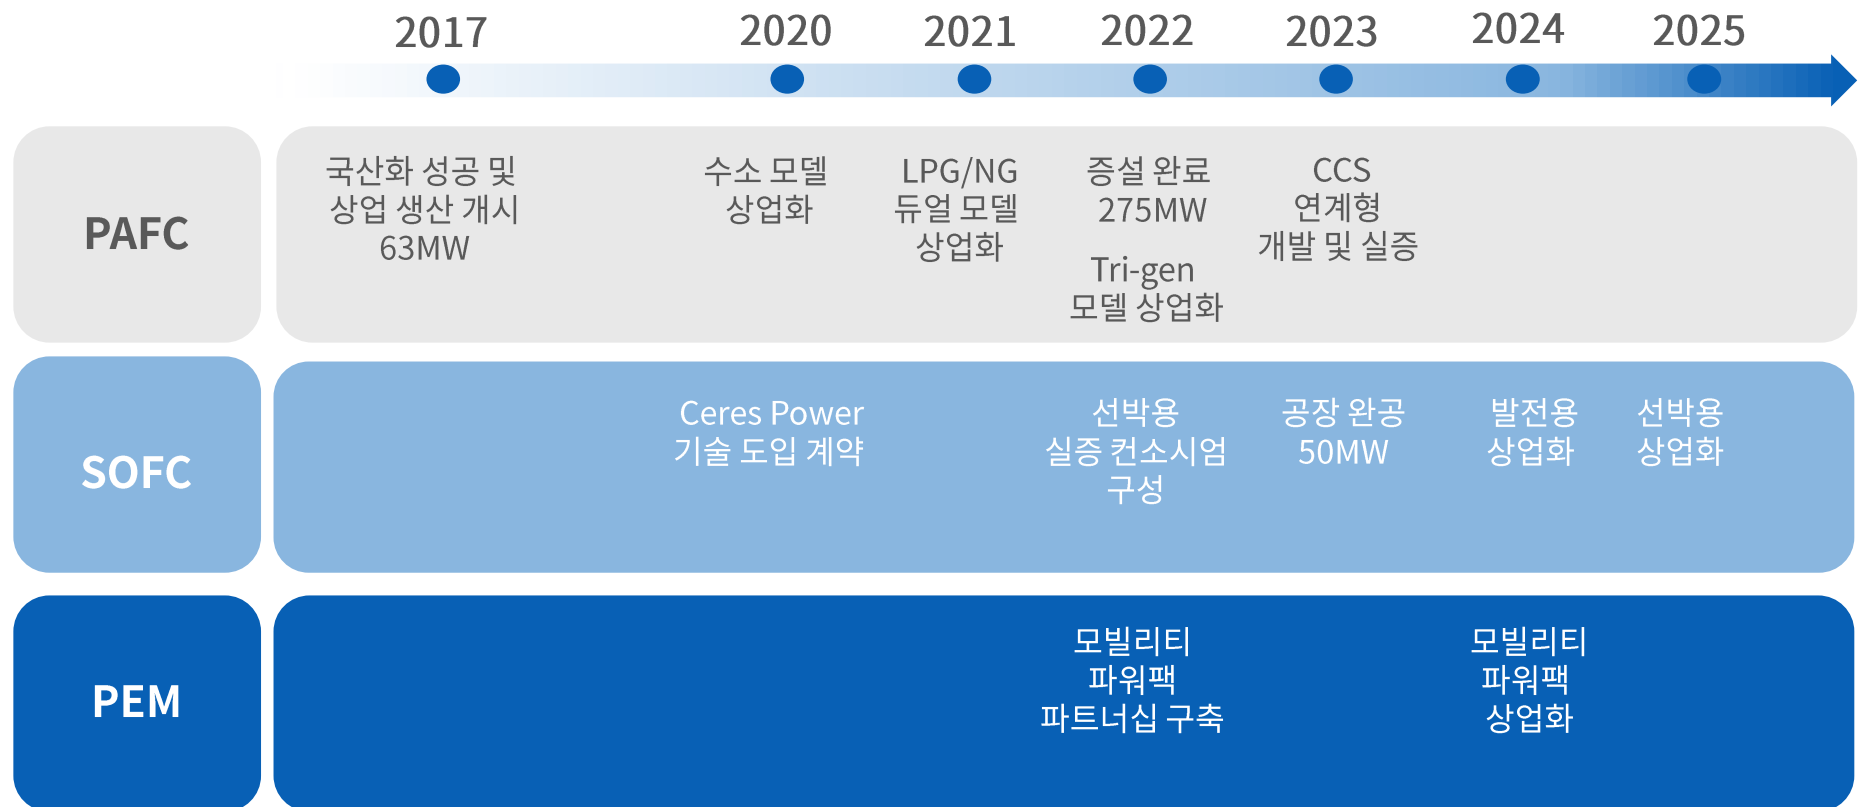 2017
2020
2021
2022
2023
2024
2025
PAFC
국산화 성공 및
상업 생산 개시
63MW
수소 모델
상업화
LPG/NG
듀얼 모델
상업화
증설 완료
275MW
Tri-gen
모델 상업화
CCS
연계형
개발 및 실증
SOFC
Ceres Power
기술 도입 계약
선박용
실증 컨소시엄
구성
공장 완공
50MW
발전용
상업화
선박용
상업화
PEM
모빌리티
파워팩
파트너십 구축
모빌리티
파워팩
상업화